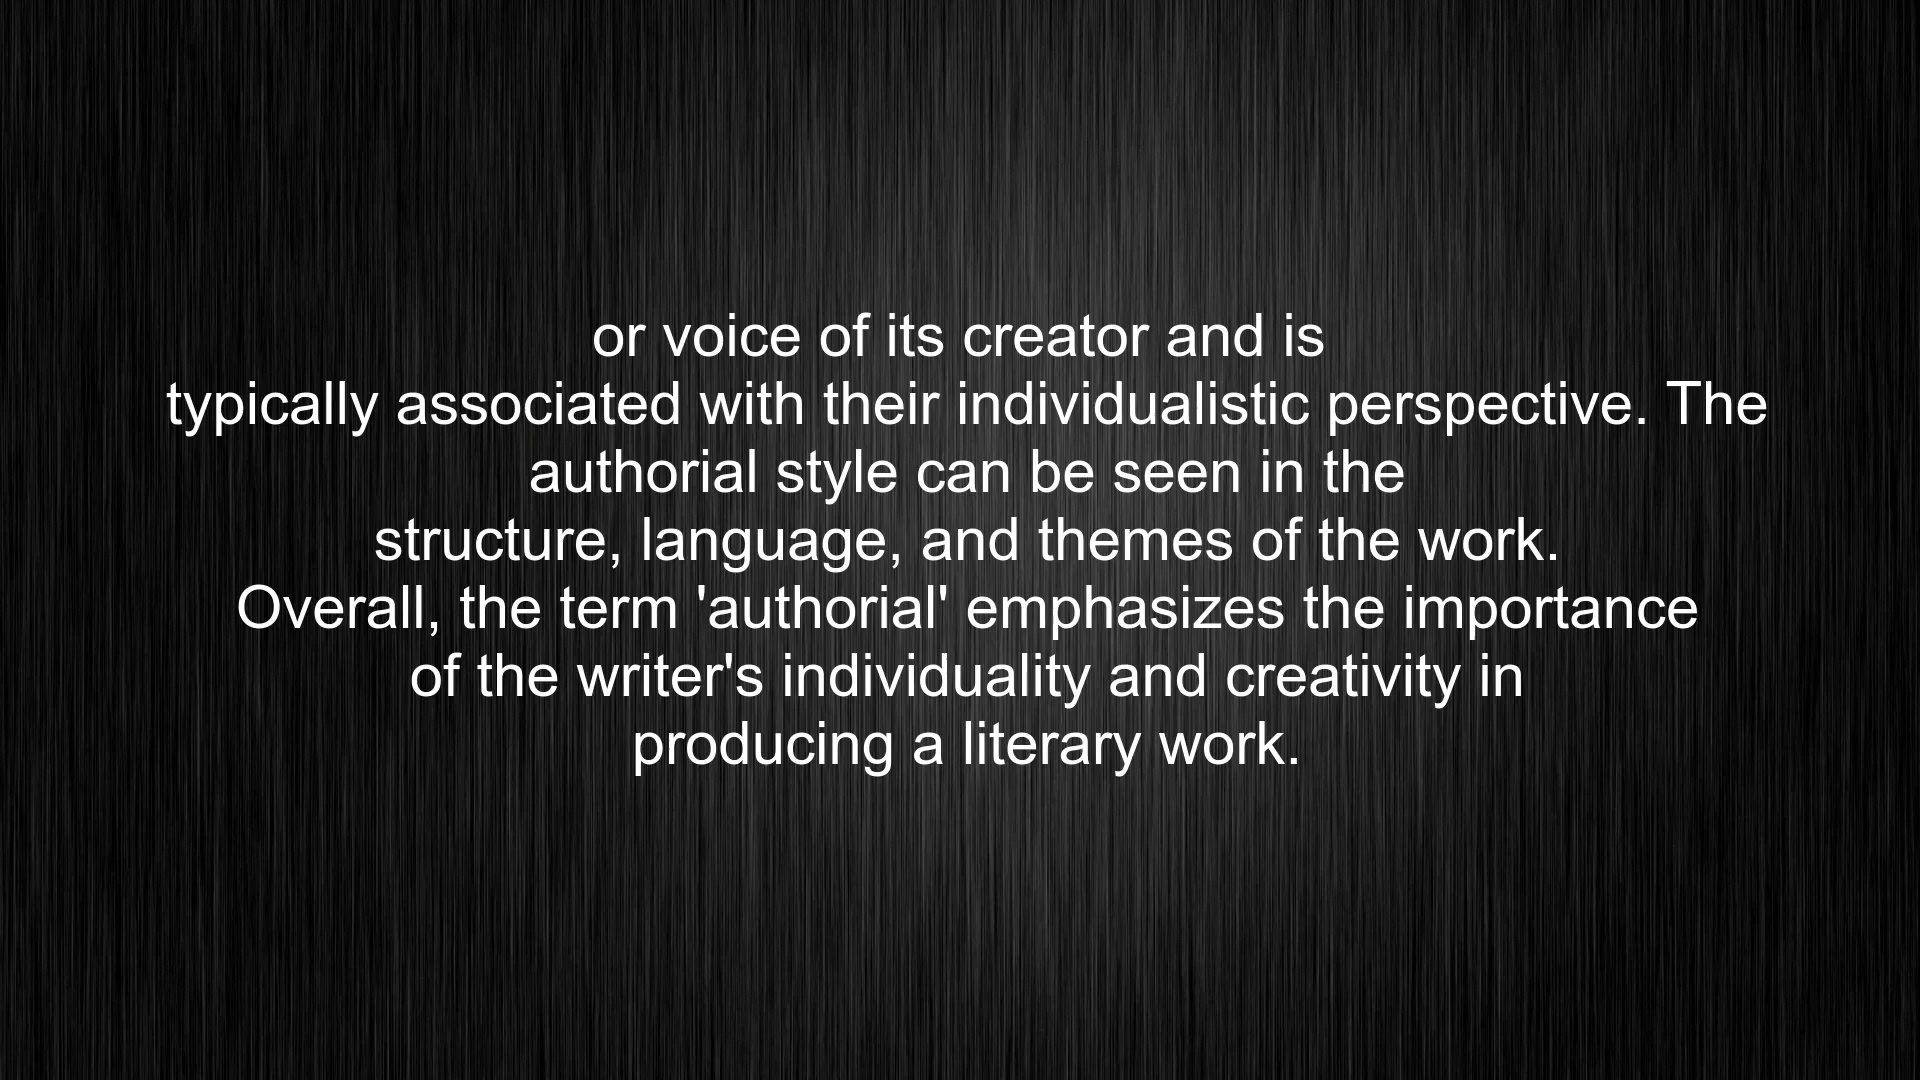 or voice of its creator and is
typically associated with their individualistic perspective. The
authorial style can be seen in the
structure, language, and themes of the work.
Overall, the term 'authorial' emphasizes the importance
of the writer's individuality and creativity in
producing a literary work.